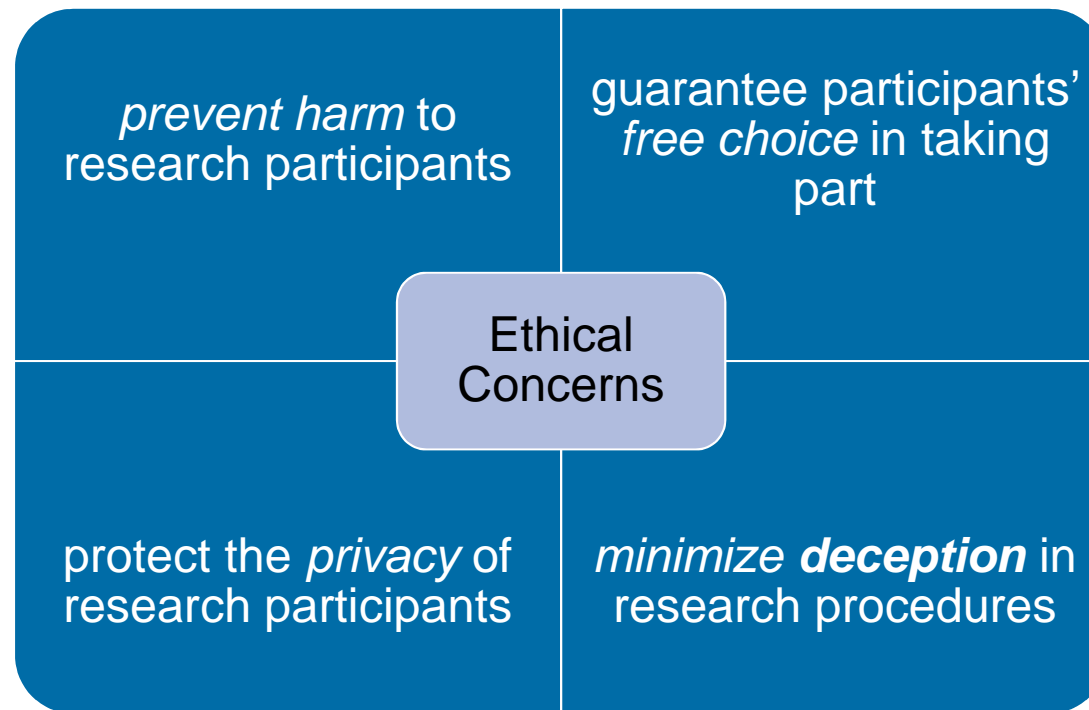 prevent harm to
research participants
guarantee participants’
free choice in taking
part
Ethical
Concerns
protect the privacy of
research participants
minimize deception in
research procedures